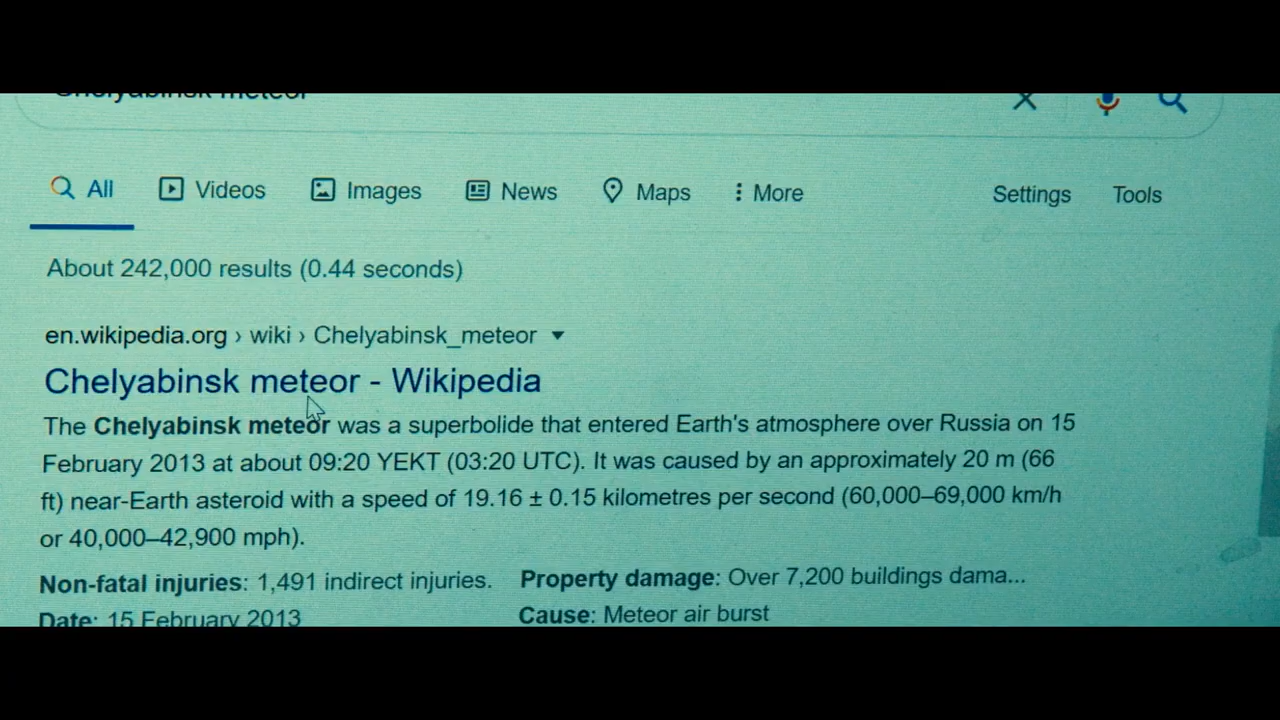 Chelyabinsk meteor
All Videos Images News Maps More Settings Tools
About 242,000 results (0.44 seconds)
en.wikipedia.org › wiki › Chelyabinsk_meteor
Chelyabinsk meteor - Wikipedia
The Chelyabinsk meteor was a superbolide that entered Earth's atmosphere over Russia on 15
February 2013 at about 09:20 YEKT (03:20 UTC). It was caused by an approximately 20 m (66
ft) near-Earth asteroid with a speed of 19.16 ± 0.15 kilometres per second (60,000–69,000 km/h
or 40,000–42,900 mph).
Non-fatal injuries: 1,491 indirect injuries. Property damage: Over 7,200 buildings dama...
Date: 15 February 2013 Cause: Meteor air burst